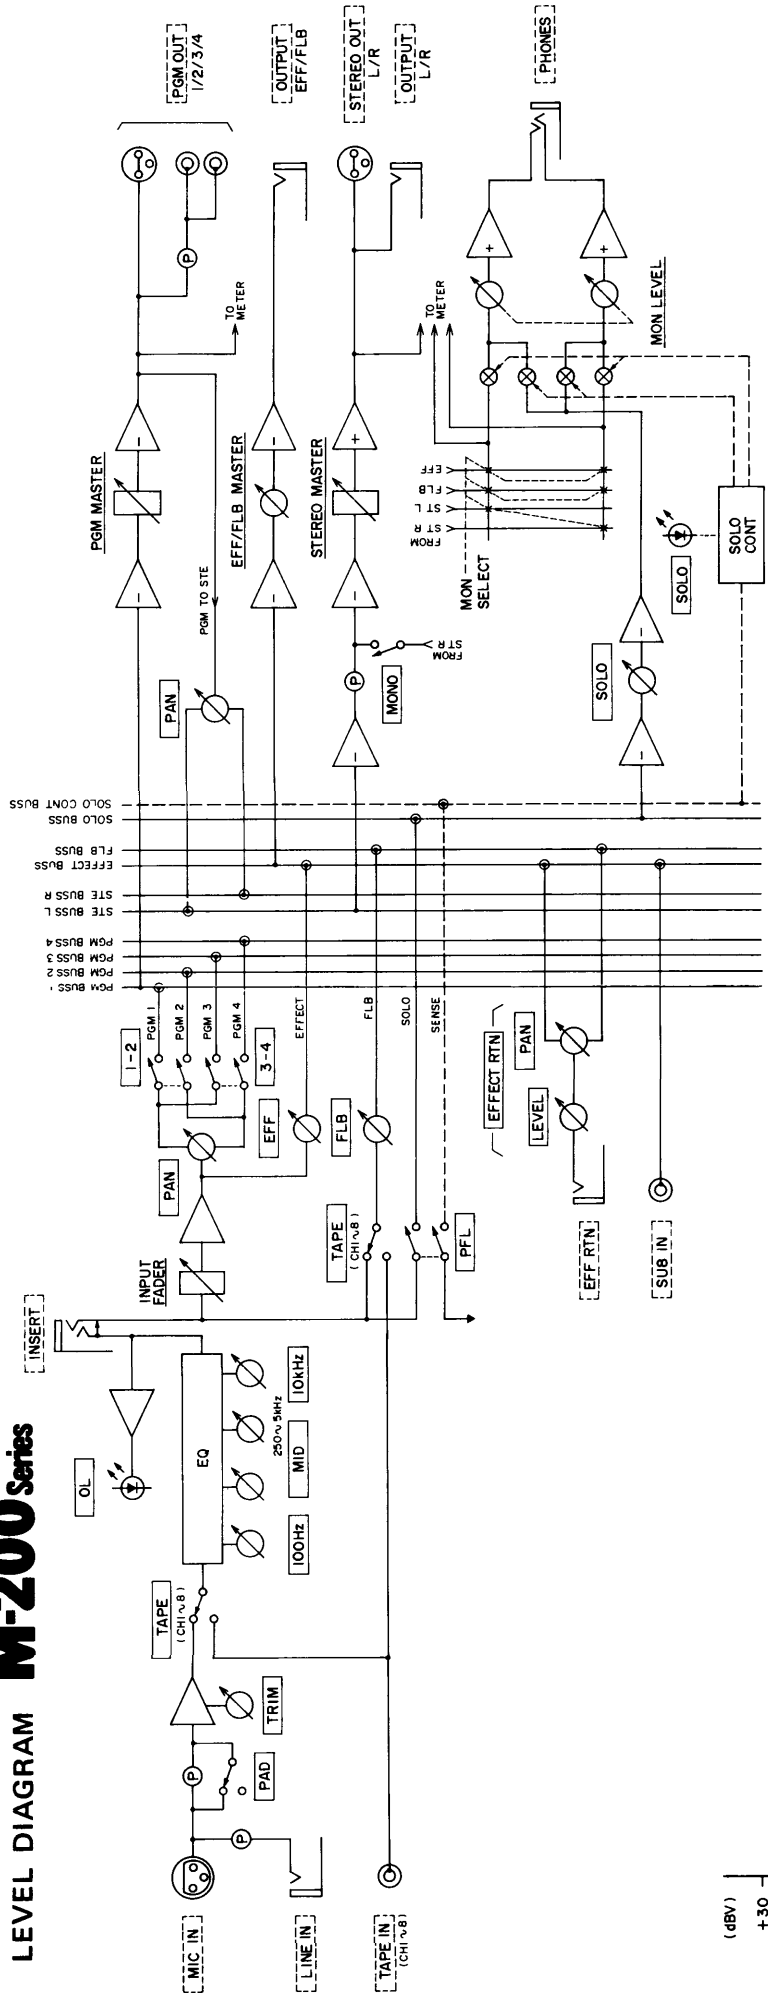 LEVEL DIAGRAM M-200 Series
MIC IN
LINE IN
TAPE IN
(CH1∿8)
P
P
PAD
TRIM
TAPE
(CH1∿8)
OL
EQ
100Hz
MID
250∿5kHz
10kHz
INSERT
INPUT
FADER
PAN
1-2
3-4
PGM 1
PGM 2
PGM 3
PGM 4
EFF
EFFECT
TAPE
(CH1∿8)
FLB
FLB
SOLO
SENSE
PFL
EFF RTN
SUB IN
EFFECT RTN
LEVEL
PAN
PGM BUSS 1
PGM BUSS 2
PGM BUSS 3
PGM BUSS 4
STE BUSS L
STE BUSS R
EFFECT BUSS
FLB BUSS
SOLO BUSS
SOLO CONT BUSS
PAN
PGM TO STE
PGM MASTER
TO
METER
P
PGM OUT
1/2/3/4
EFF/FLB MASTER
OUTPUT
EFF/FLB
MONO
P
FROM
ST R
STEREO MASTER
STEREO OUT
L/R
OUTPUT
L/R
TO
METER
MON
SELECT
FROM
ST R
ST L
FLB
EFF
MON LEVEL
PHONES
SOLO
SOLO
SOLO
CONT
(dBV)
+30